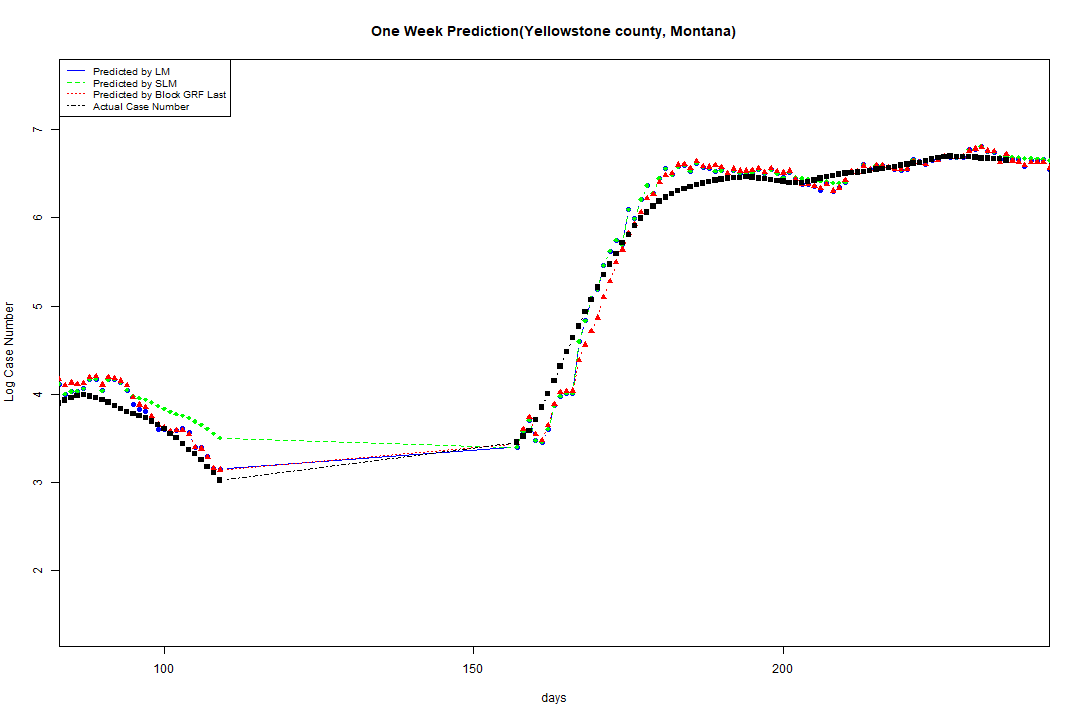 One Week Prediction(Yellowstone county, Montana)
Predicted by LM
Predicted by SLM
Predicted by Block GRF Last
Actual Case Number
7
6
5
4
3
2
Log Case Number
100 150 200
days